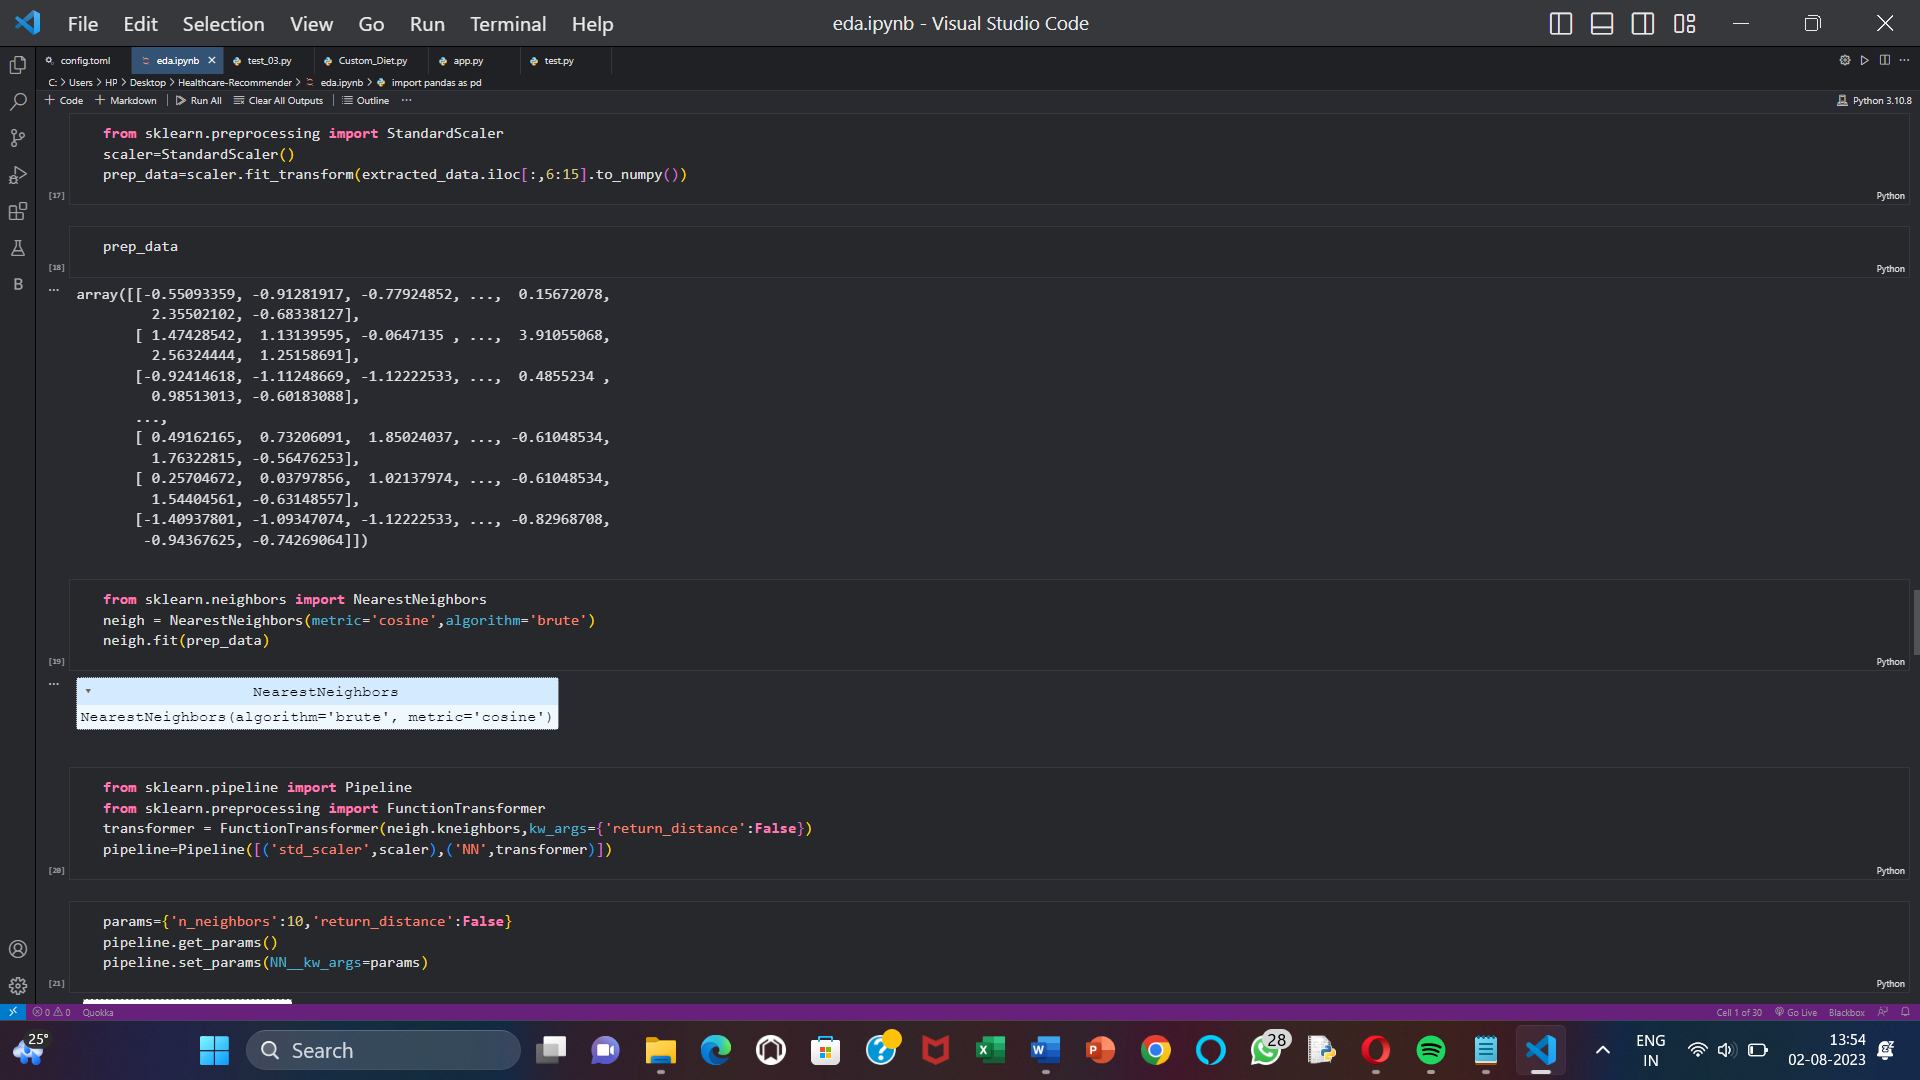 File Edit Selection View Go Run Terminal Help eda.ipynb - Visual Studio Code
config.toml eda.ipynb test_03.py Custom_Diet.py app.py test.py
C: > Users > HP > Desktop > Healthcare-Recommender > eda.ipynb > import pandas as pd
+ Code + Markdown Run All Clear All Outputs Outline ... Python 3.10.8
from sklearn.preprocessing import StandardScaler
scaler=StandardScaler()
prep_data=scaler.fit_transform(extracted_data.iloc[:,6:15].to_numpy())
[17] Python
prep_data
[18] Python
array([[-0.55093359, -0.91281917, -0.77924852, ..., 0.15672078,
2.35502102, -0.68338127],
[ 1.47428542, 1.13139595, -0.0647135 , ..., 3.91055068,
2.56324444, 1.25158691],
[-0.92414618, -1.11248669, -1.12222533, ..., 0.4855234 ,
0.98513013, -0.60183088],
...,
[ 0.49162165, 0.73206091, 1.85024037, ..., -0.61048534,
1.76322815, -0.56476253],
[ 0.25704672, 0.03797856, 1.02137974, ..., -0.61048534,
1.54404561, -0.63148557],
[-1.40937801, -1.09347074, -1.12222533, ..., -0.82968708,
-0.94367625, -0.74269064]])
from sklearn.neighbors import NearestNeighbors
neigh = NearestNeighbors(metric='cosine',algorithm='brute')
neigh.fit(prep_data)
[19] Python
NearestNeighbors
NearestNeighbors(algorithm='brute', metric='cosine')
from sklearn.pipeline import Pipeline
from sklearn.preprocessing import FunctionTransformer
transformer = FunctionTransformer(neigh.kneighbors,kw_args={'return_distance':False})
pipeline=Pipeline([('std_scaler',scaler),('NN',transformer)])
[20] Python
params={'n_neighbors':10,'return_distance':False}
pipeline.get_params()
pipeline.set_params(NN__kw_args=params)
[21] Python
0 0 Quokka Cell 1 of 30 Go Live Blackbox
25° Search 28 ENG IN 13:54
02-08-2023